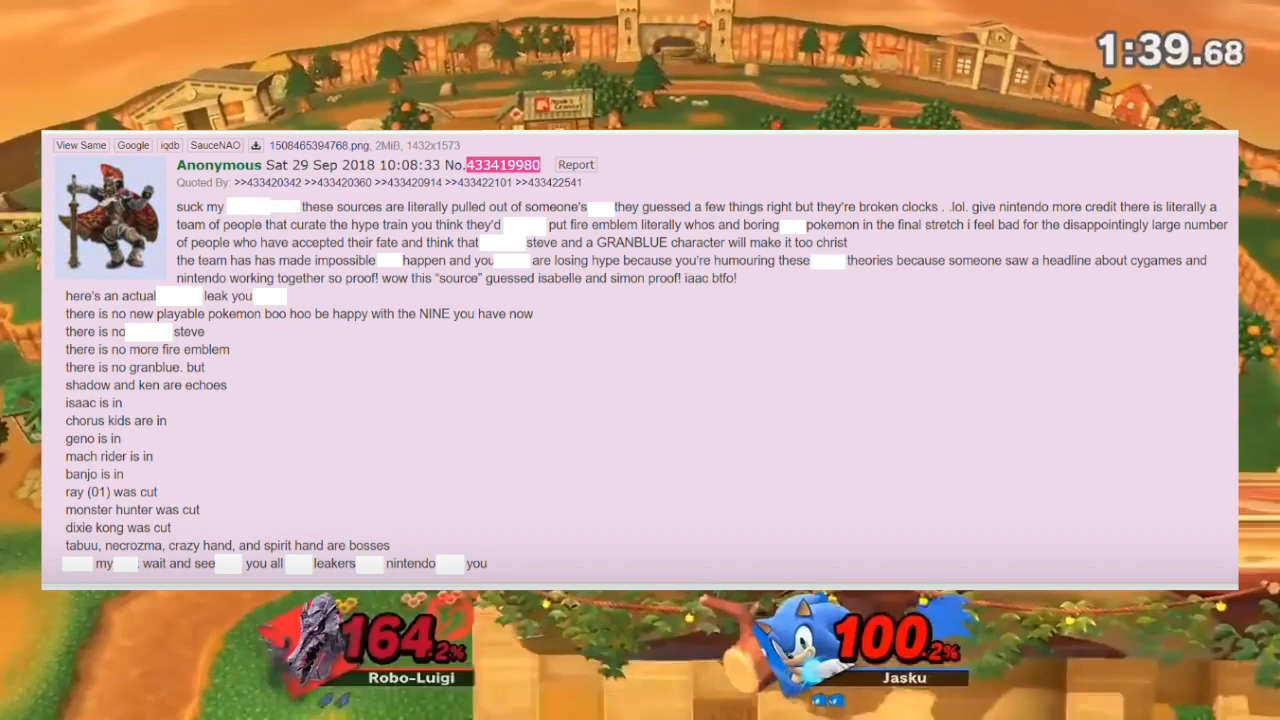 1:39.68
Nook's Cranny
View Same Google iqdb SauceNAO 1508465394768.png, 2MiB, 1432x1573
Anonymous Sat 29 Sep 2018 10:08:33 No.433419980 Report
Quoted By: >>433420342 >>433420360 >>433420914 >>433422101 >>433422541
suck my these sources are literally pulled out of someone's they guessed a few things right but they're broken clocks . .lol. give nintendo more credit there is literally a
team of people that curate the hype train you think they'd put fire emblem literally whos and boring pokemon in the final stretch i feel bad for the disappointingly large number
of people who have accepted their fate and think that steve and a GRANBLUE character will make it too christ
the team has has made impossible happen and you are losing hype because you're humouring these theories because someone saw a headline about cygames and
nintendo working together so proof! wow this “source” guessed isabelle and simon proof! iaac btfo!
here's an actual leak you
there is no new playable pokemon boo hoo be happy with the NINE you have now
there is no steve
there is no more fire emblem
there is no granblue. but
shadow and ken are echoes
isaac is in
chorus kids are in
geno is in
mach rider is in
banjo is in
ray (01) was cut
monster hunter was cut
dixie kong was cut
tabuu, necrozma, crazy hand, and spirit hand are bosses
my , wait and see you all leakers nintendo you
164.2% 100.2%
Robo-Luigi Jasku